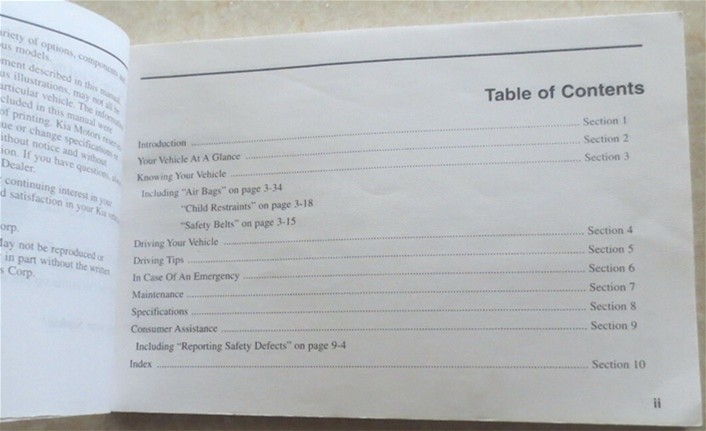 ariety of options, components and
us models.
ment described in this manual
us illustrations, may not all be
articular vehicle. The information
cluded in this manual were
of printing. Kia Motors reserves
ue or change specifications or
ithout notice and without
ion. If you have questions, always
Dealer.
continuing interest in your
d satisfaction in your Kia vehicle
orp.
May not be reproduced or
in part without the written
s Corp.
Table of Contents
Introduction Section 1
Your Vehicle At A Glance Section 2
Knowing Your Vehicle Section 3
Including “Air Bags” on page 3-34
“Child Restraints” on page 3-18
“Safety Belts” on page 3-15
Driving Your Vehicle Section 4
Driving Tips Section 5
In Case Of An Emergency Section 6
Maintenance Section 7
Specifications Section 8
Consumer Assistance Section 9
Including “Reporting Safety Defects” on page 9-4
Index Section 10
ii